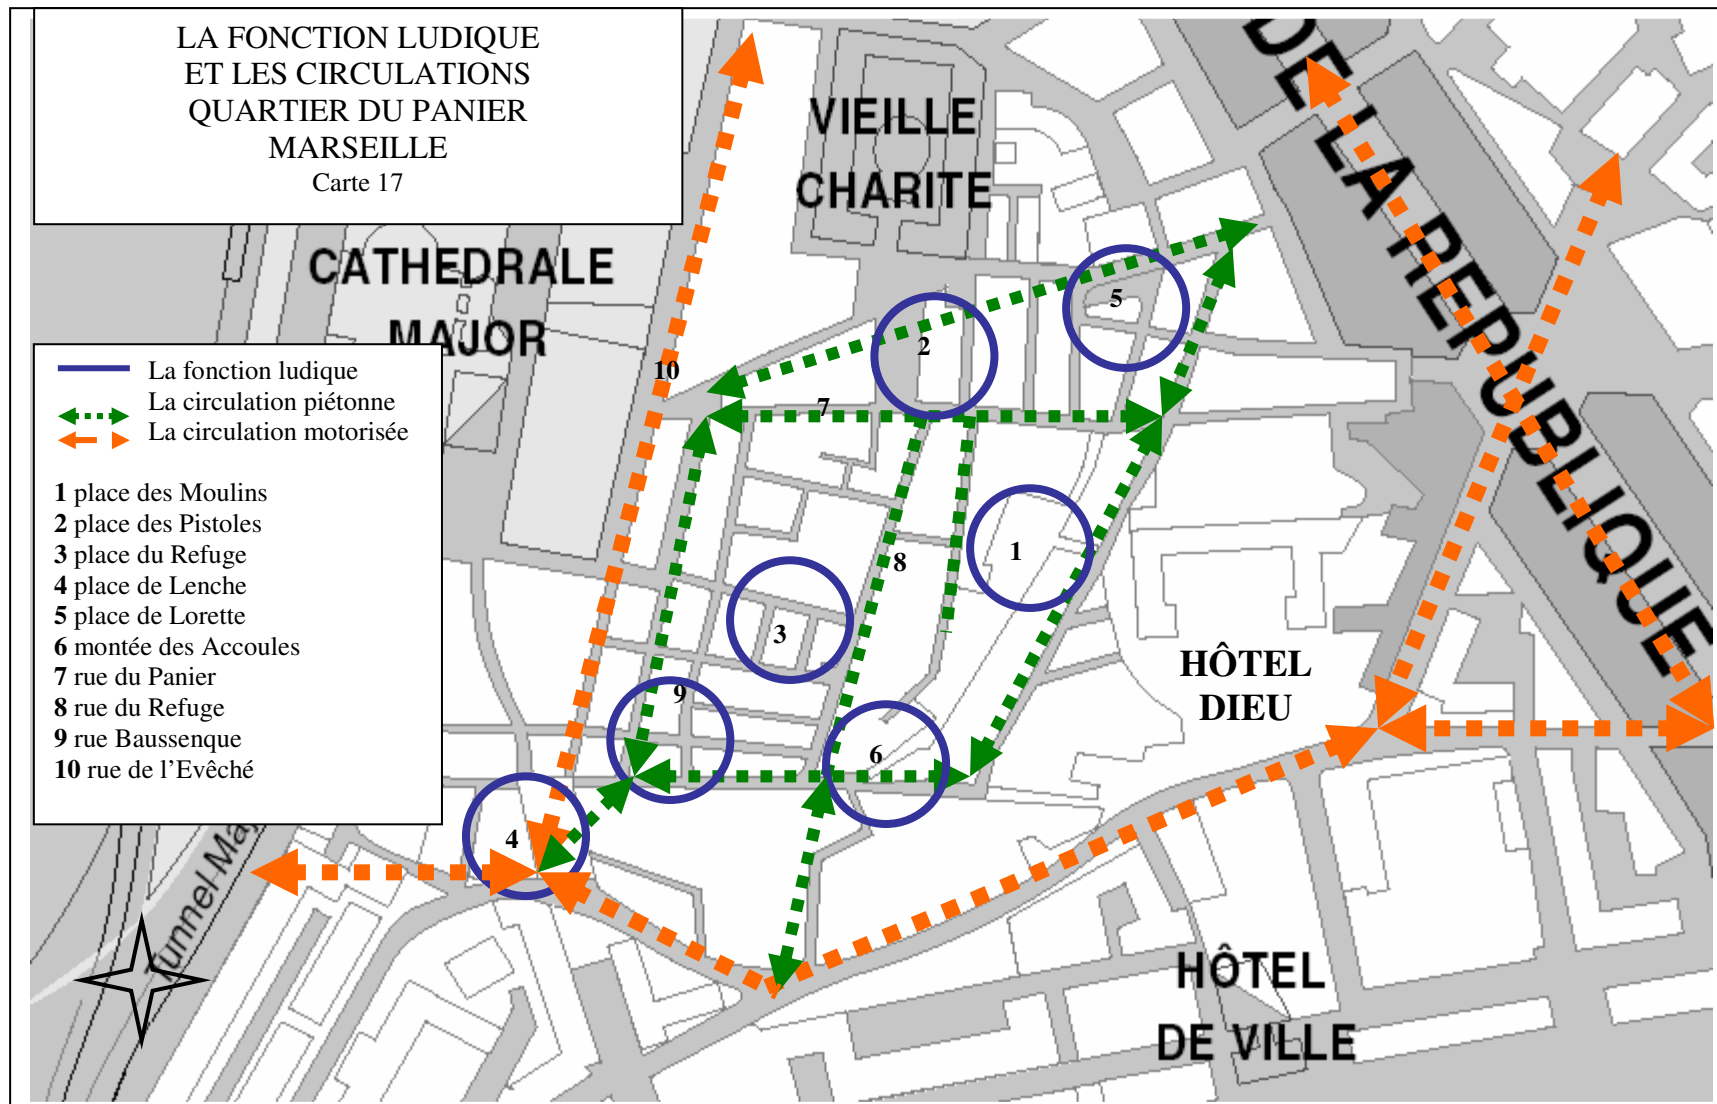 LA FONCTION LUDIQUE
ET LES CIRCULATIONS
QUARTIER DU PANIER
MARSEILLE
Carte 17
VIEILLE
CHARITE
DE LA REPUBLIQUE
CATHEDRALE
MAJOR
La fonction ludique
La circulation piétonne
La circulation motorisée
1 place des Moulins
2 place des Pistoles
3 place du Refuge
4 place de Lenche
5 place de Lorette
6 montée des Accoules
7 rue du Panier
8 rue du Refuge
9 rue Baussenque
10 rue de l'Evêché
5
2
10
7
1
8
3
9
6
4
HÔTEL
DIEU
Tunnel Maj
HÔTEL
DE VILLE